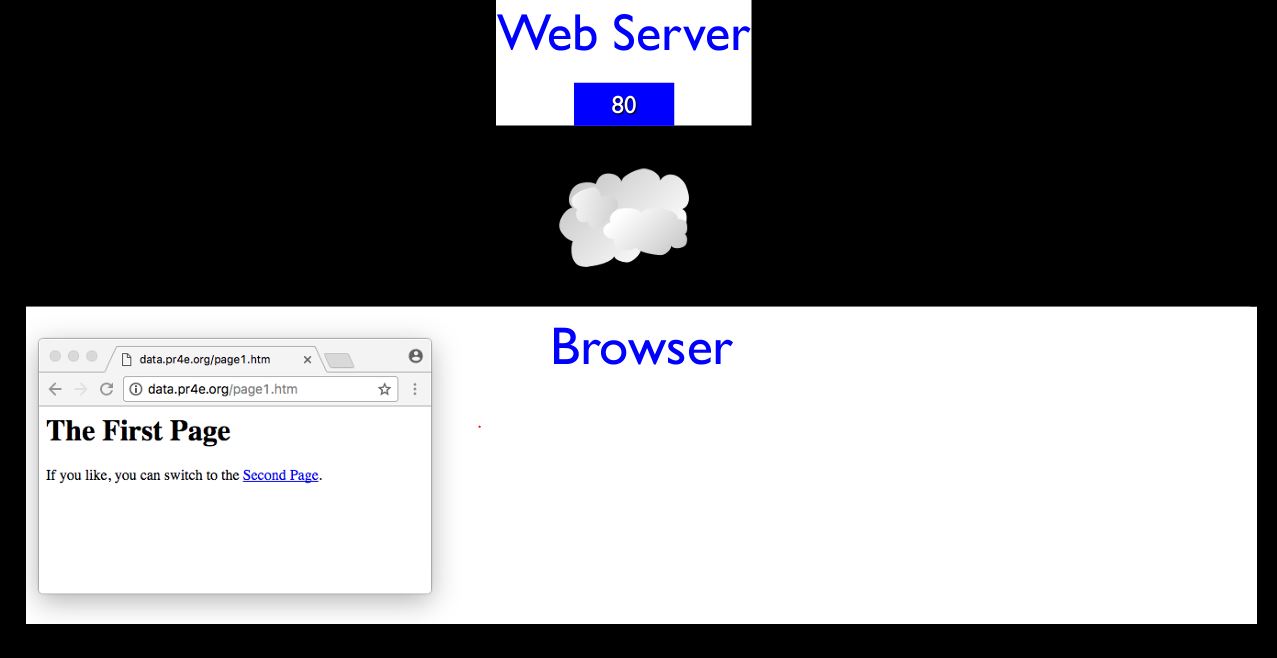 Web Server
80
Browser
data.pr4e.org/page1.htm
data.pr4e.org/page1.htm
The First Page
If you like, you can switch to the Second Page.